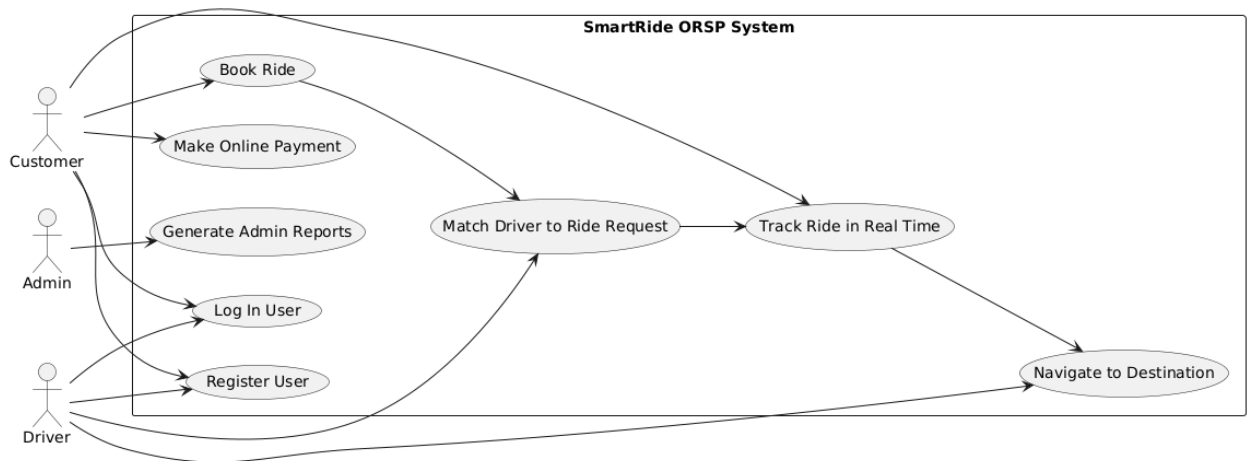 SmartRide ORSP System
Book Ride
Make Online Payment
Customer
Match Driver to Ride Request
Track Ride in Real Time
Generate Admin Reports
Admin
Log In User
Register User
Navigate to Destination
Driver